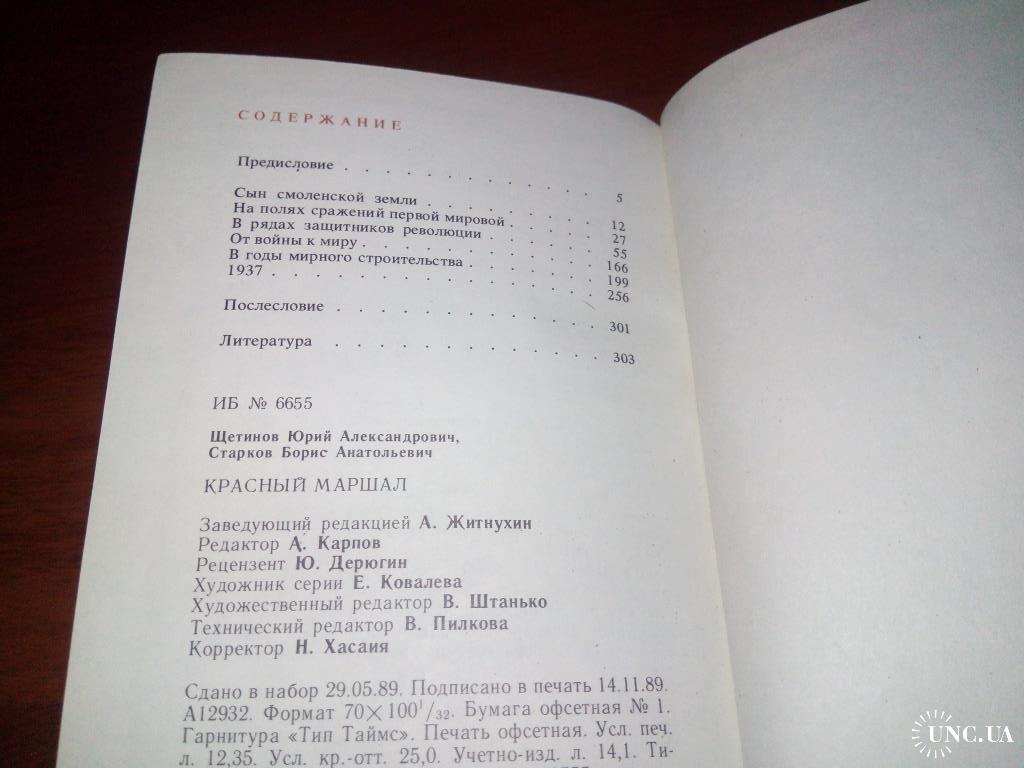 СОДЕРЖАНИЕ
Предисловие . . . . . . . . . . . . . 5
Сын смоленской земли . . . . . . . . . 12
На полях сражений первой мировой . . . . . 27
В рядах защитников революции . . . . . . 55
От войны к миру . . . . . . . . . . . 166
В годы мирного строительства . . . . . . . 199
1937 . . . . . . . . . . . . . . . 256
Послесловие . . . . . . . . . . . . . 301
Литература . . . . . . . . . . . . . 303
ИБ № 6655
Щетинов Юрий Александрович,
Старков Борис Анатольевич
КРАСНЫЙ МАРШАЛ
Заведующий редакцией А. Житнухин
Редактор А. Карпов
Рецензент Ю. Дерюгин
Художник серии Е. Ковалева
Художественный редактор В. Штанько
Технический редактор В. Пилкова
Корректор Н. Хасаия
Сдано в набор 29.05.89. Подписано в печать 14.11.89.
А12932. Формат 70×100¹/₃₂. Бумага офсетная № 1.
Гарнитура «Тип Таймс». Печать офсетная. Усл. печ.
л. 12,35. Усл. кр.-отт. 25,0. Учетно-изд. л. 14,1. Ти-
UNC.UA